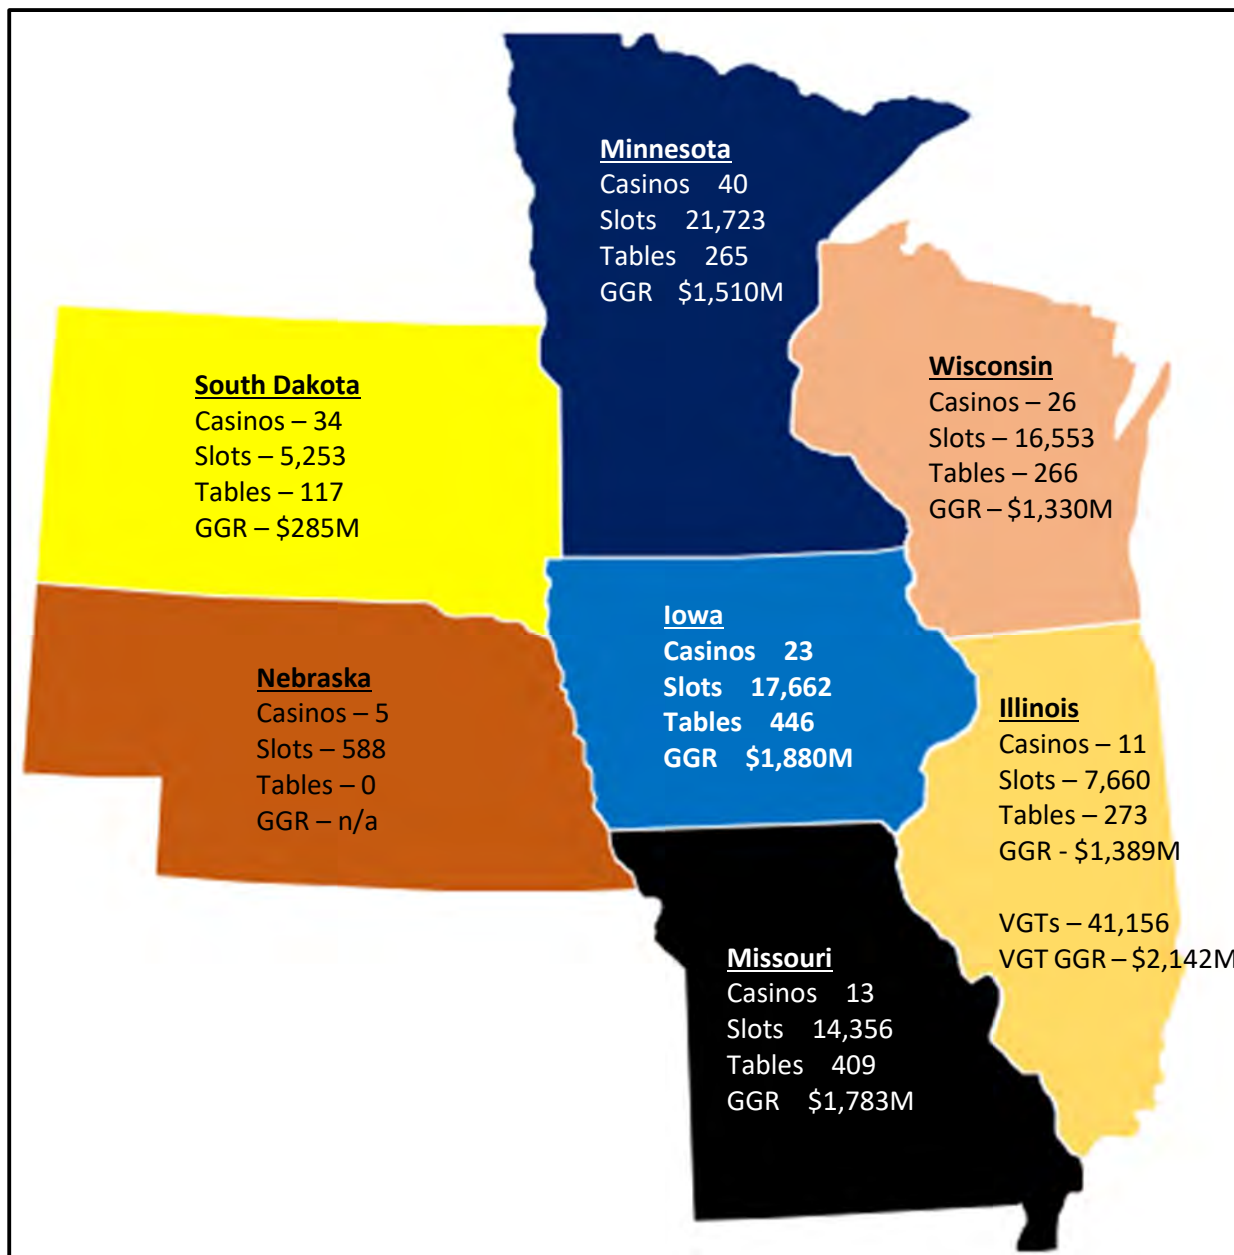 Minnesota
Casinos 40
Slots 21,723
Tables 265
GGR $1,510M
Wisconsin
Casinos – 26
Slots – 16,553
Tables – 266
GGR – $1,330M
South Dakota
Casinos – 34
Slots – 5,253
Tables – 117
GGR – $285M
Iowa
Casinos 23
Slots 17,662
Tables 446
GGR $1,880M
Nebraska
Casinos – 5
Slots – 588
Tables – 0
GGR – n/a
Illinois
Casinos – 11
Slots – 7,660
Tables – 273
GGR - $1,389M
VGTs – 41,156
VGT GGR – $2,142M
Missouri
Casinos 13
Slots 14,356
Tables 409
GGR $1,783M